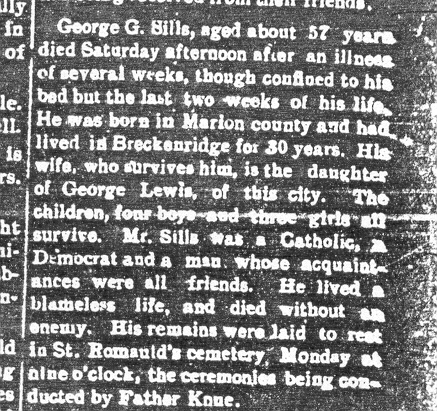 George G. Sills, aged about 57 years
died Saturday afternoon after an illness
of several weeks, though confined to his
bed but the last two weeks of his life.
He was born in Marion county and had
lived in Breckenridge for 30 years. His
wife, who survives him, is the daughter
of George Lewis, of this city. The
children, four boys and three girls all
survive. Mr. Sills was a Catholic, a
Democrat and a man whose acquaint-
ances were all friends. He lived a
blameless life, and died without an
enemy. His remains were laid to rest
in St. Romauld's cemetery, Monday at
nine o'clock, the ceremonies being con-
ducted by Father Knue.